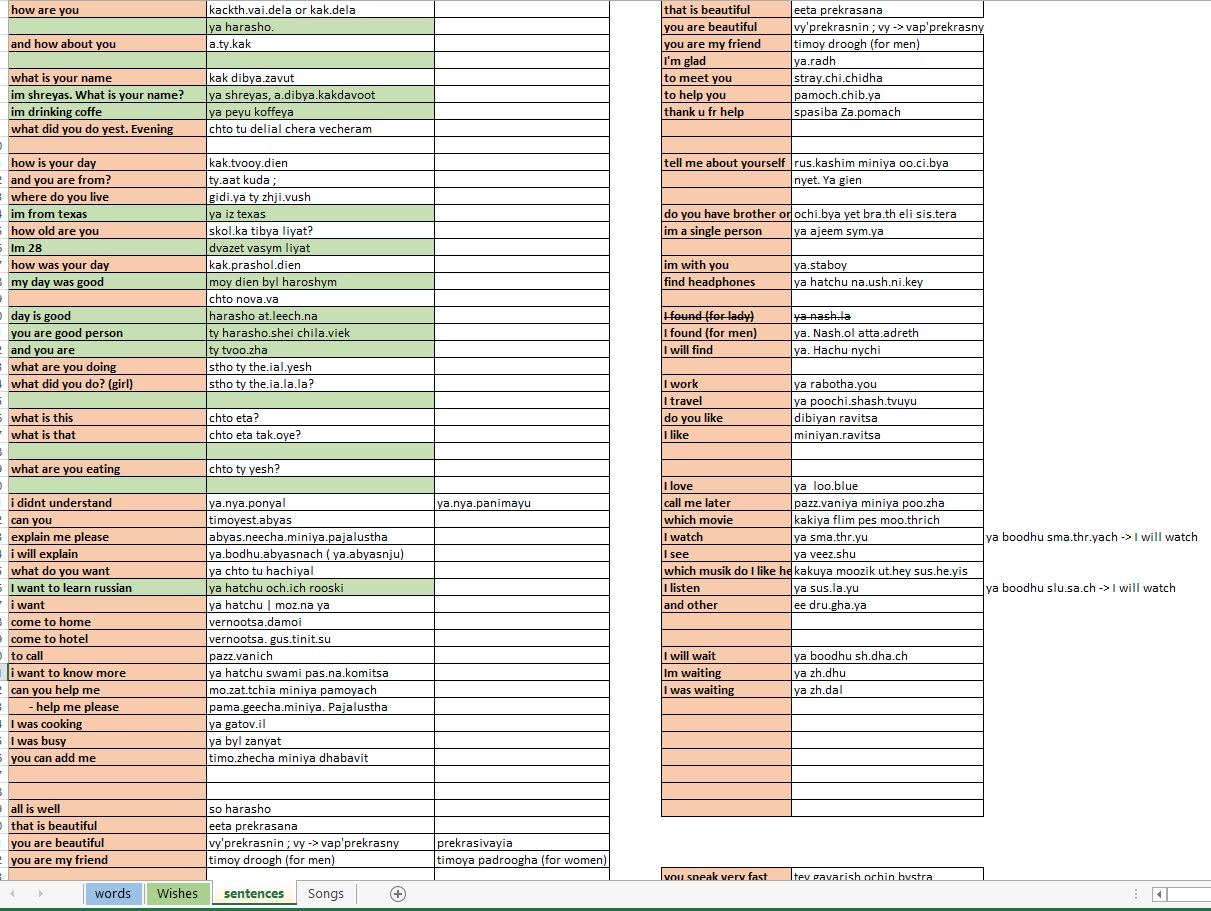 how are you kackth.vai.dela or kak.dela
ya harasho.
and how about you a.ty.kak
what is your name kak dibya.zavut
im shreyas. What is your name? ya shreyas, a.dibya.kakdavoot
im drinking coffe ya peyu koffeya
what did you do yest. Evening chto tu delial chera vecheram
how is your day kak.tvooy.dien
and you are from? ty.aat kuda ;
where do you live gidi.ya ty zhji.vush
im from texas ya iz texas
how old are you skol.ka tibya liyat?
Im 28 dvazet vasym liyat
how was your day kak.prashol.dien
my day was good moy dien byl haroshym
chto nova.va
day is good harasho at.leech.na
you are good person ty harasho.shei chila.viek
and you are ty tvoo.zha
what are you doing stho ty the.ial.yesh
what did you do? (girl) stho ty the.ia.la.la?
what is this chto eta?
what is that chto eta tak.oye?
what are you eating chto ty yesh?
i didnt understand ya.nya.ponyal ya.nya.panimayu
can you timoyest.abyas
explain me please abyas.neecha.miniya.pajalustha
i will explain ya.bodhu.abyasnach ( ya.abyasnju)
what do you want ya chto tu hachiyal
I want to learn russian ya hatchu och.ich rooski
i want ya hatchu | moz.na ya
come to home vernootsa.damoi
come to hotel vernootsa. gus.tinit.su
to call pazz.vanich
i want to know more ya hatchu swami pas.na.komitsa
can you help me mo.zat.tchia miniya pamoyach
- help me please pama.geecha.miniya. Pajalustha
I was cooking ya gatov.il
I was busy ya byl zanyat
you can add me timo.zhecha miniya dhabavit
all is well so harasho
that is beautiful eeta prekrasana
you are beautiful vy'prekrasnin ; vy -> vap'prekrasny prekrasivayia
you are my friend timoy droogh (for men) timoya padroogha (for women)
that is beautiful eeta prekrasana
you are beautiful vy'prekrasnin ; vy -> vap'prekrasny
you are my friend timoy droogh (for men)
I'm glad ya.radh
to meet you stray.chi.chidha
to help you pamoch.chib.ya
thank u fr help spasiba Za.pomach
tell me about yourself rus.kashim miniya oo.ci.bya
nyet. Ya gien
do you have brother or ochi.bya yet bra.th eli sis.tera
im a single person ya ajeem sym.ya
im with you ya.staboy
find headphones ya hatchu na.ush.ni.key
I found (for lady) ya nash.la
I found (for men) ya. Nash.ol atta.adreth
I will find ya. Hachu nychi
I work ya rabotha.you
I travel ya poochi.shash.tvuyu
do you like dibiyan ravitsa
I like miniyan.ravitsa
I love ya loo.blue
call me later pazz.vaniya miniya poo.zha
which movie kakiya flim pes moo.thrich
I watch ya sma.thr.yu ya boodhu sma.thr.yach -> I will watch
I see ya veez.shu
which musik do I like he kakuya moozik ut.hey sus.he.yis
I listen ya sus.la.yu ya boodhu slu.sa.ch -> I will watch
and other ee dru.gha.ya
I will wait ya boodhu sh.dha.ch
Im waiting ya zh.dhu
I was waiting ya zh.dal
you speak very fast tey gavarish ochin bystra
words Wishes sentences Songs